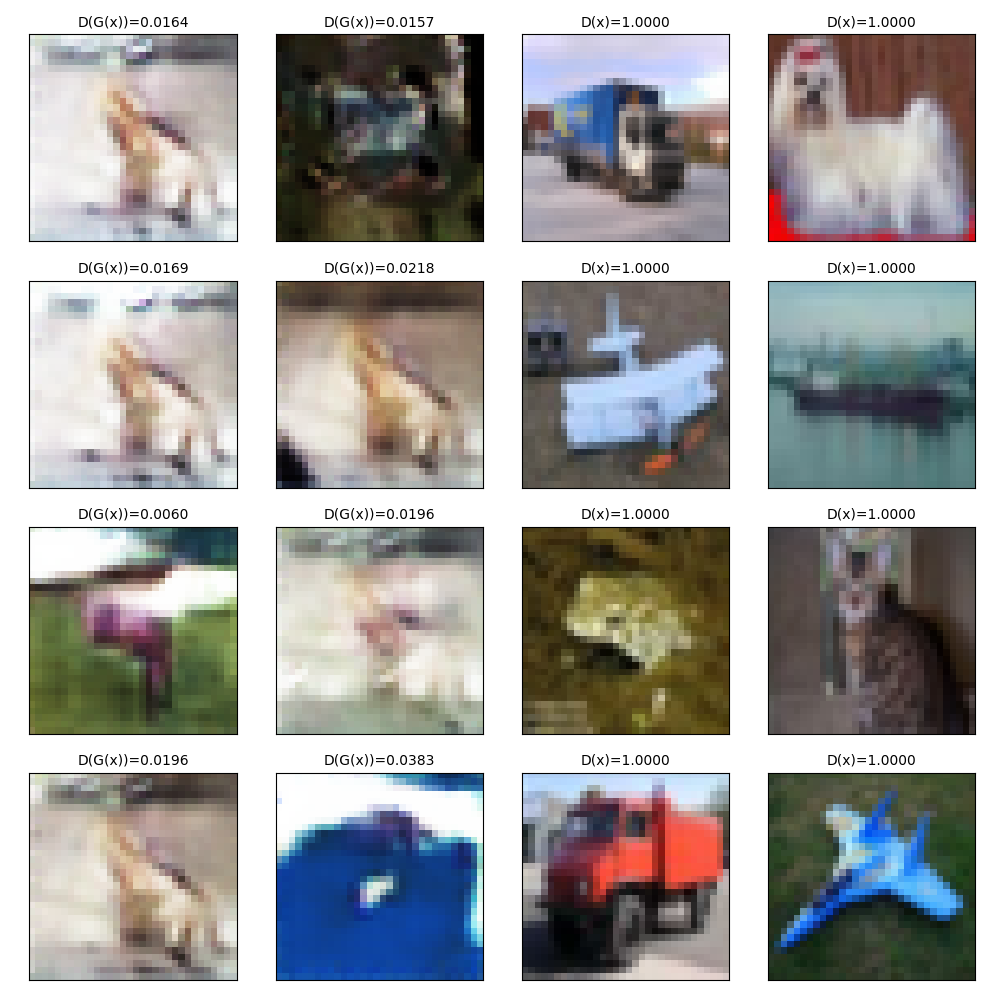 D(G(x))=0.0164 D(G(x))=0.0157 D(x)=1.0000 D(x)=1.0000
D(G(x))=0.0169 D(G(x))=0.0218 D(x)=1.0000 D(x)=1.0000
D(G(x))=0.0060 D(G(x))=0.0196 D(x)=1.0000 D(x)=1.0000
D(G(x))=0.0196 D(G(x))=0.0383 D(x)=1.0000 D(x)=1.0000